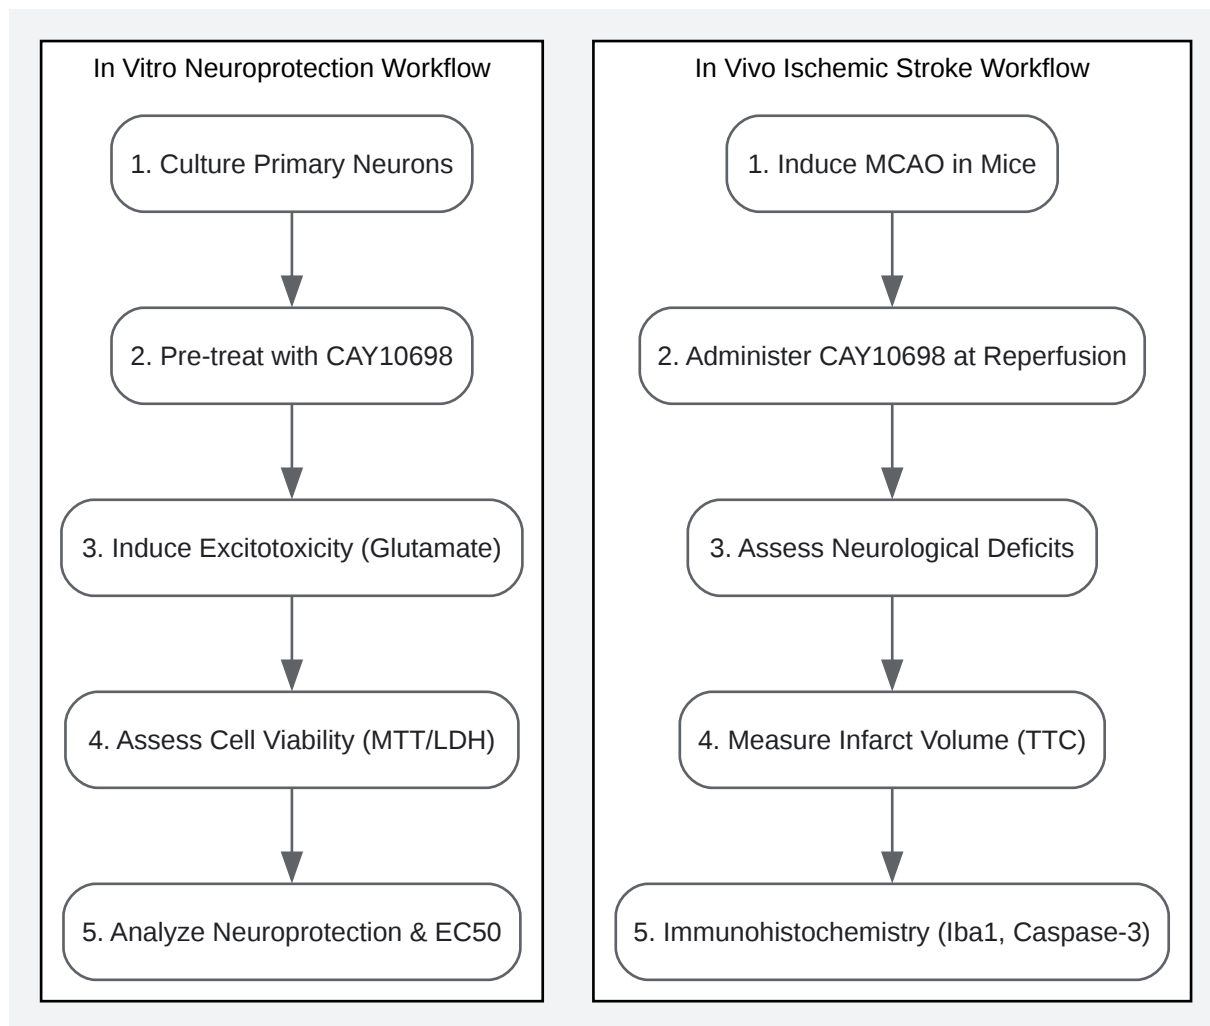 In Vitro Neuroprotection Workflow
1. Culture Primary Neurons
2. Pre-treat with CAY10698
3. Induce Excitotoxicity (Glutamate)
4. Assess Cell Viability (MTT/LDH)
5. Analyze Neuroprotection & EC50
In Vivo Ischemic Stroke Workflow
1. Induce MCAO in Mice
2. Administer CAY10698 at Reperfusion
3. Assess Neurological Deficits
4. Measure Infarct Volume (TTC)
5. Immunohistochemistry (Iba1, Caspase-3)